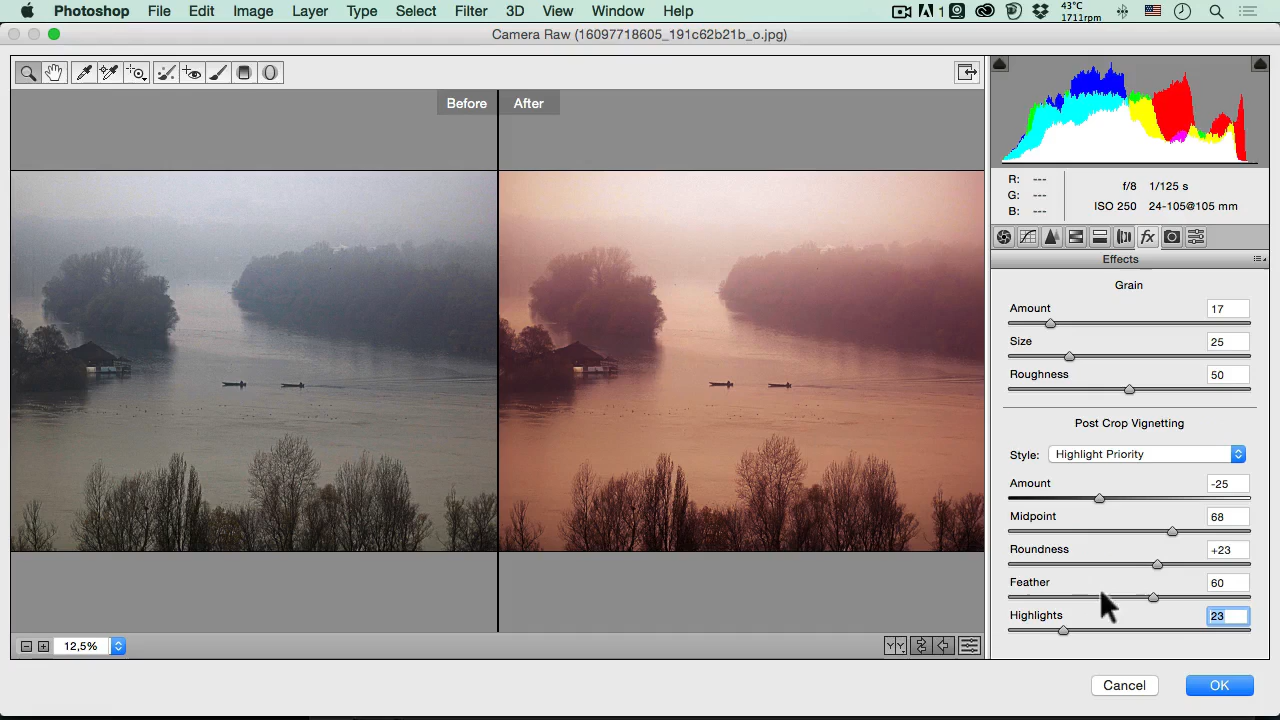 Photoshop File Edit Image Layer Type Select Filter 3D View Window Help 1 43°C 1711rpm
Camera Raw (16097718605_191c62b21b_o.jpg)
Before After
R: ---
G: ---
B: ---
f/8 1/125 s
ISO 250 24-105@105 mm
fx
Effects
Grain
Amount 17
Size 25
Roughness 50
Post Crop Vignetting
Style: Highlight Priority
Amount -25
Midpoint 68
Roundness +23
Feather 60
Highlights 23
12,5%
Y Y
Cancel OK